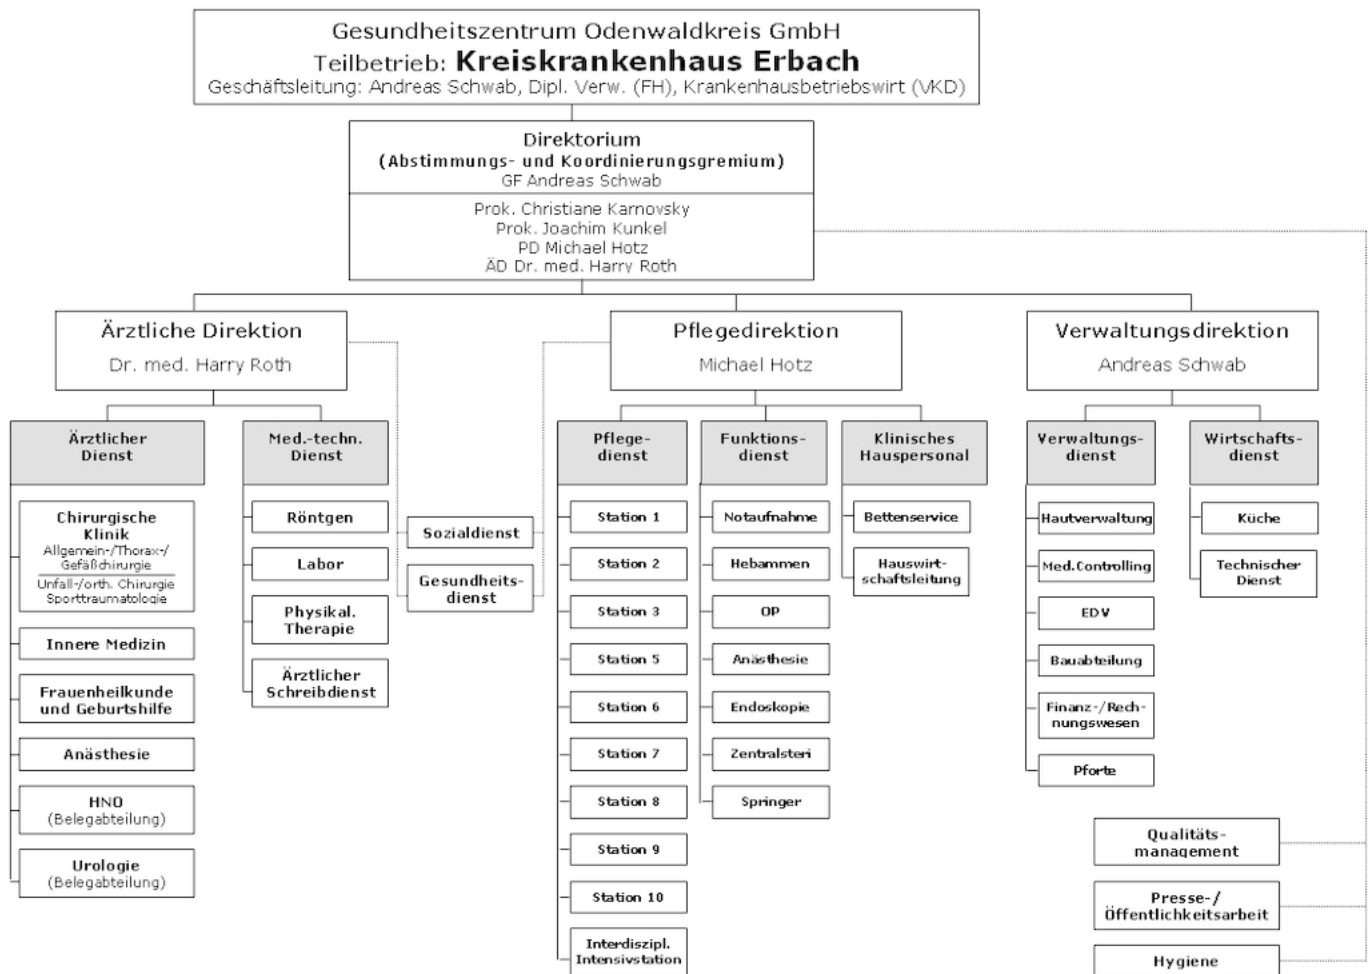 Gesundheitszentrum Odenwaldkreis GmbH
Teilbetrieb: Kreiskrankenhaus Erbach
Geschäftsleitung: Andreas Schwab, Dipl. Verw. (FH), Krankenhausbetriebswirt (VKD)
Direktorium
(Abstimmungs- und Koordinierungsgremium)
GF Andreas Schwab
Prok. Christiane Karnovsky
Prok. Joachim Kunkel
PD Michael Hotz
ÄD Dr. med. Harry Roth
Ärztliche Direktion
Dr. med. Harry Roth
Pflegedirektion
Michael Hotz
Verwaltungsdirektion
Andreas Schwab
Ärztlicher
Dienst
Chirurgische
Klinik
Allgemein-/Thorax-/
Gefäßchirurgie
Unfall-/orth. Chirurgie
Sporttraumatologie
Innere Medizin
Frauenheilkunde
und Geburtshilfe
Anästhesie
HNO
(Belegabteilung)
Urologie
(Belegabteilung)
Med.-techn.
Dienst
Röntgen
Labor
Physikal.
Therapie
Ärztlicher
Schreibdienst
Sozialdienst
Gesundheits-
dienst
Pflege-
dienst
Station 1
Station 2
Station 3
Station 5
Station 6
Station 7
Station 8
Station 9
Station 10
Interdiszipl.
Intensivstation
Funktions-
dienst
Notaufnahme
Hebammen
OP
Anästhesie
Endoskopie
Zentralsteri
Springer
Klinisches
Hauspersonal
Bettenservice
Hauswirt-
schaftsleitung
Verwaltungs-
dienst
Hautverwaltung
Med.Controlling
EDV
Bauabteilung
Finanz-/Rech-
nungswesen
Pforte
Wirtschafts-
dienst
Küche
Technischer
Dienst
Qualitäts-
management
Presse-/
Öffentlichkeitsarbeit
Hygiene